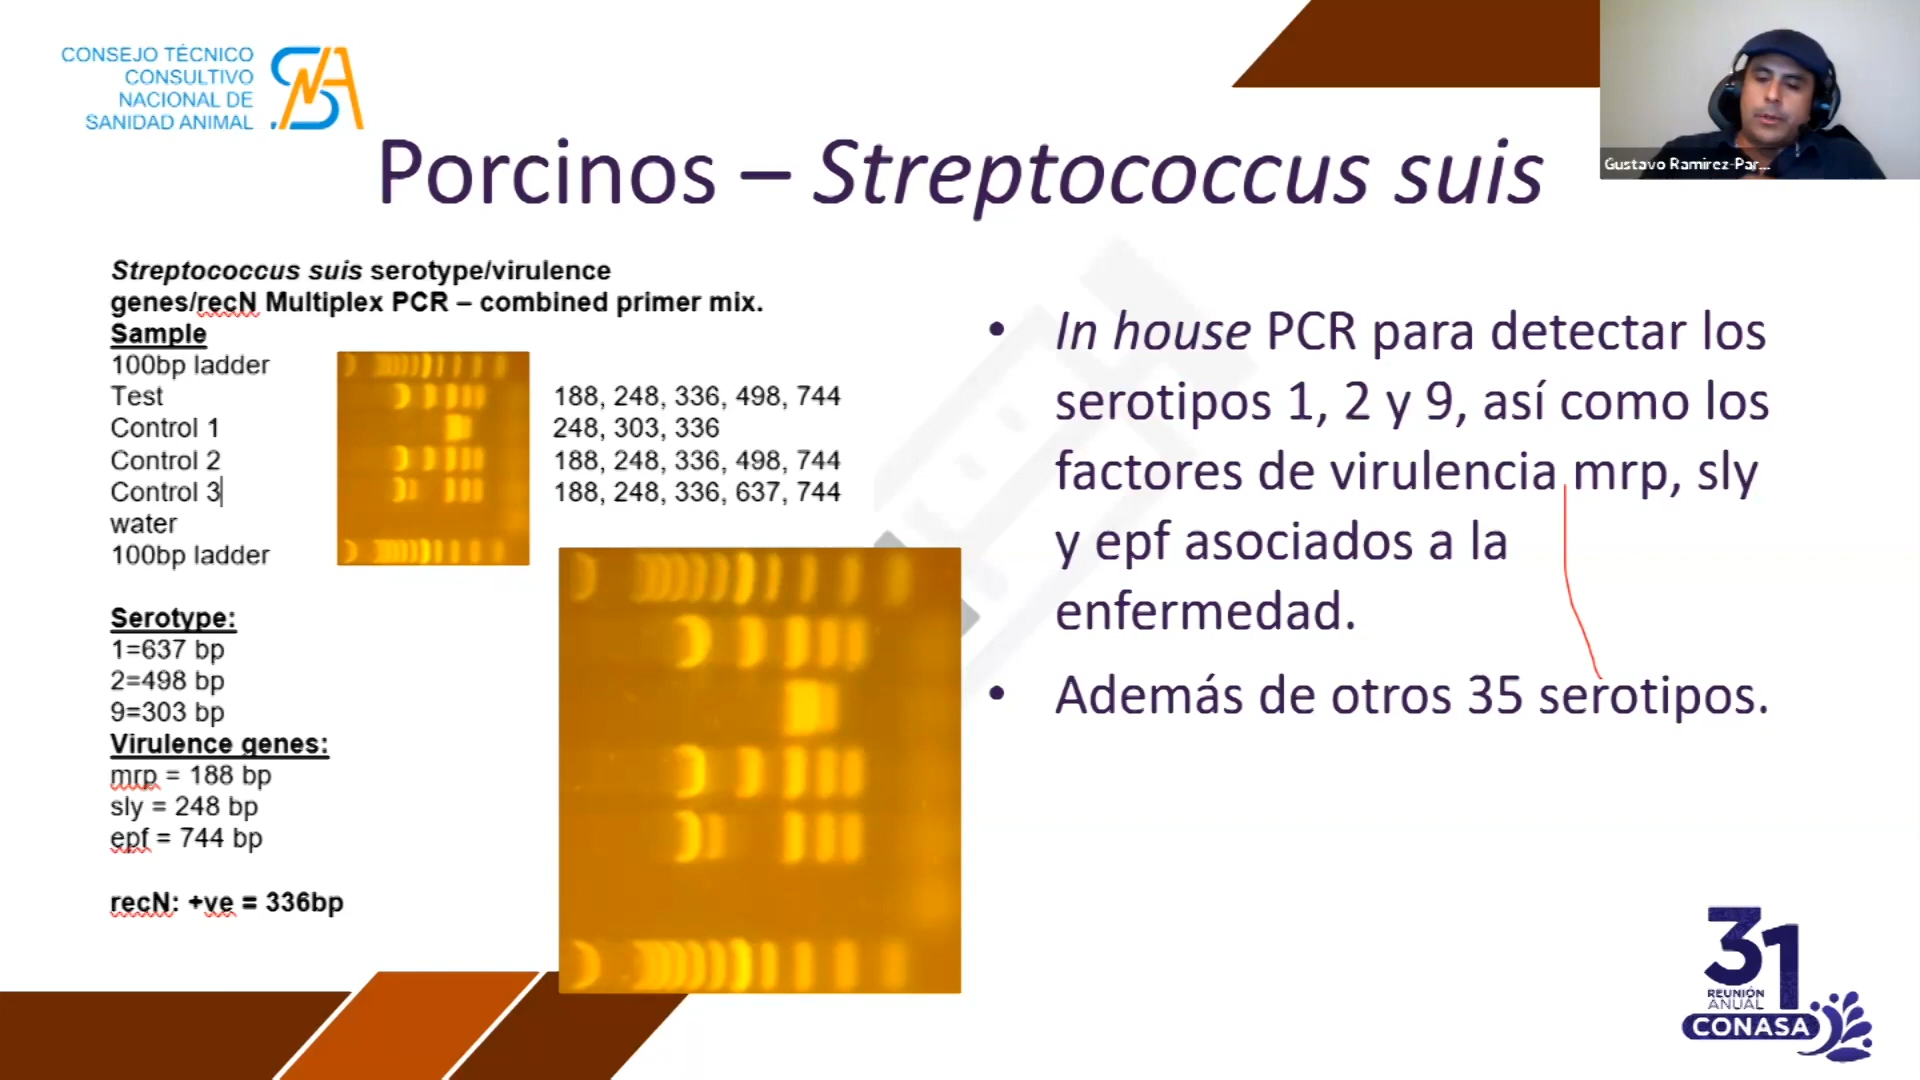 CONSEJO TÉCNICO
CONSULTIVO
NACIONAL DE
SANIDAD ANIMAL
Gustavo Ramirez-Par...
Porcinos – Streptococcus suis
Streptococcus suis serotype/virulence
genes/recN Multiplex PCR – combined primer mix.
Sample
100bp ladder
Test 188, 248, 336, 498, 744
Control 1 248, 303, 336
Control 2 188, 248, 336, 498, 744
Control 3 188, 248, 336, 637, 744
water
100bp ladder
Serotype:
1=637 bp
2=498 bp
9=303 bp
Virulence genes:
mrp = 188 bp
sly = 248 bp
epf = 744 bp
recN: +ve = 336bp
• In house PCR para detectar los
serotipos 1, 2 y 9, así como los
factores de virulencia mrp, sly
y epf asociados a la
enfermedad.
• Además de otros 35 serotipos.
31
REUNIÓN
ANUAL
CONASA